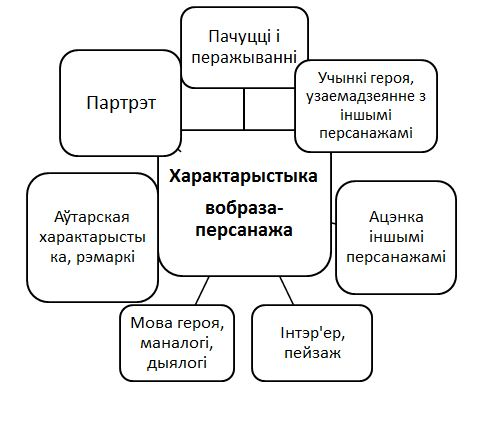 Пачуцці і
перажыванні
Учынкі героя,
узаемадзеянне з
іншымі
персанажамі
Партрэт
Характарыстыка
вобраза-
персанажа
Аўтарская
характарысты
ка, рэмаркі
Ацэнка
іншымі
персанажамі
Мова героя,
маналогі,
дыялогі
Інтэр'ер,
пейзаж